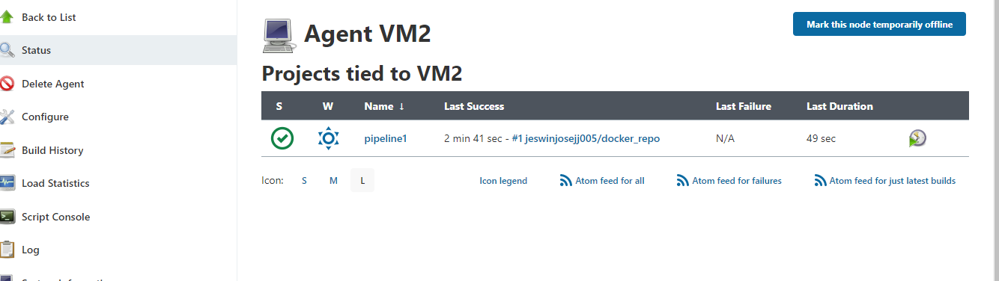 Back to List
Status
Delete Agent
Configure
Build History
Load Statistics
Script Console
Log
Agent VM2
Mark this node temporarily offline
Projects tied to VM2
S W Name ↓ Last Success Last Failure Last Duration
pipeline1 2 min 41 sec - #1 jeswinjosejj005/docker_repo N/A 49 sec
Icon: S M L Icon legend Atom feed for all Atom feed for failures Atom feed for just latest builds